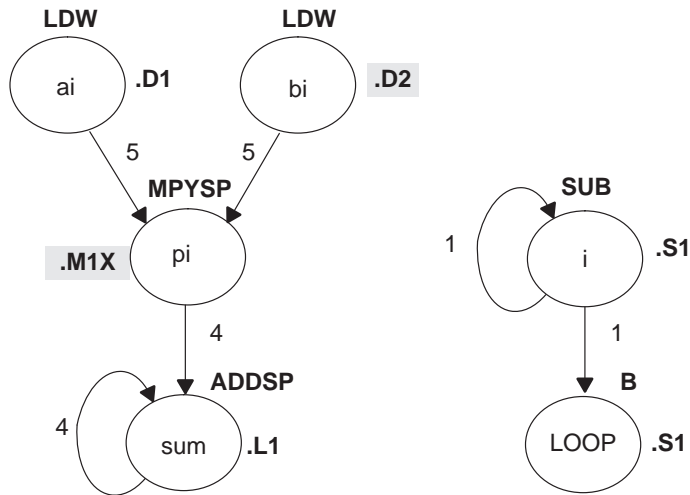 LDW
LDW
ai
.D1
bi
.D2
5
5
MPYSP
SUB
.M1X
pi
1
i
.S1
4
1
ADDSP
B
4
sum
.L1
LOOP
.S1